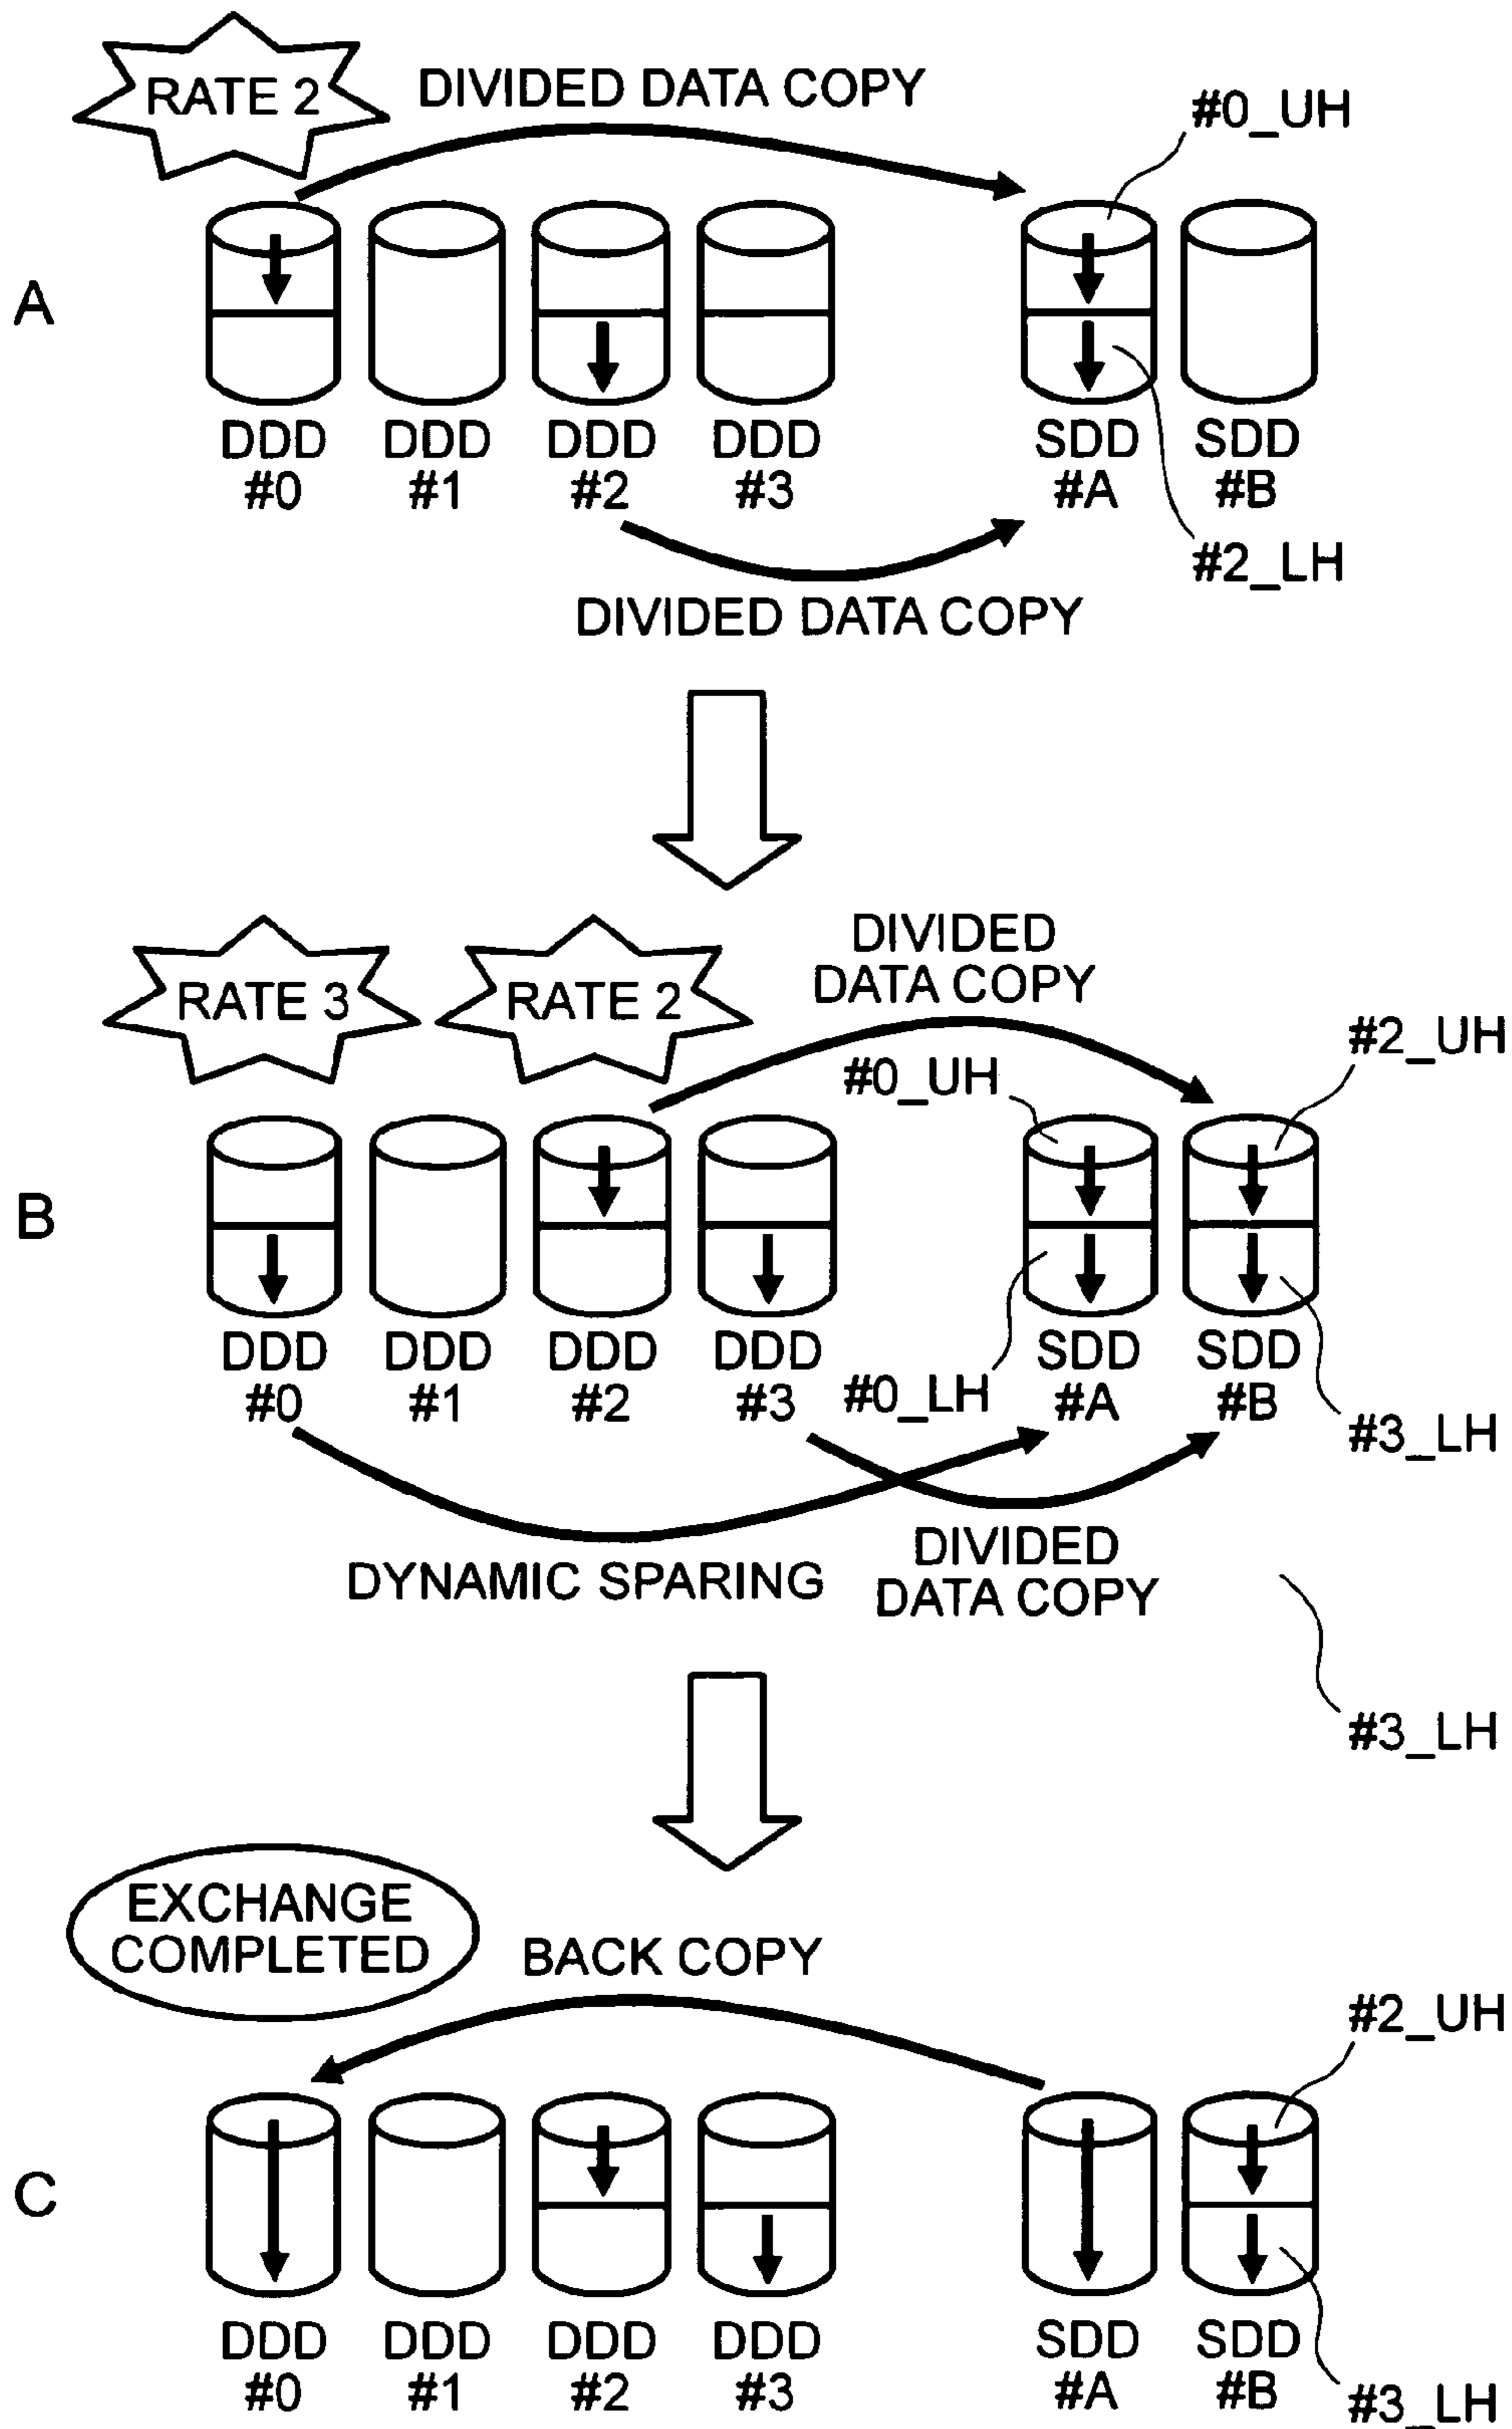 RATE 2
DIVIDED DATA COPY
#0_UH
A
DDD #0
DDD #1
DDD #2
DDD #3
SDD #A
SDD #B
#2_LH
DIVIDED DATA COPY
RATE 3
RATE 2
DIVIDED
DATA COPY
#2_UH
#0_UH
B
DDD #0
DDD #1
DDD #2
DDD #3
SDD #A
SDD #B
#0_LH
#3_LH
DYNAMIC SPARING
DIVIDED
DATA COPY
#3_LH
EXCHANGE
COMPLETED
BACK COPY
#2_UH
C
DDD #0
DDD #1
DDD #2
DDD #3
SDD #A
SDD #B
#3_LH